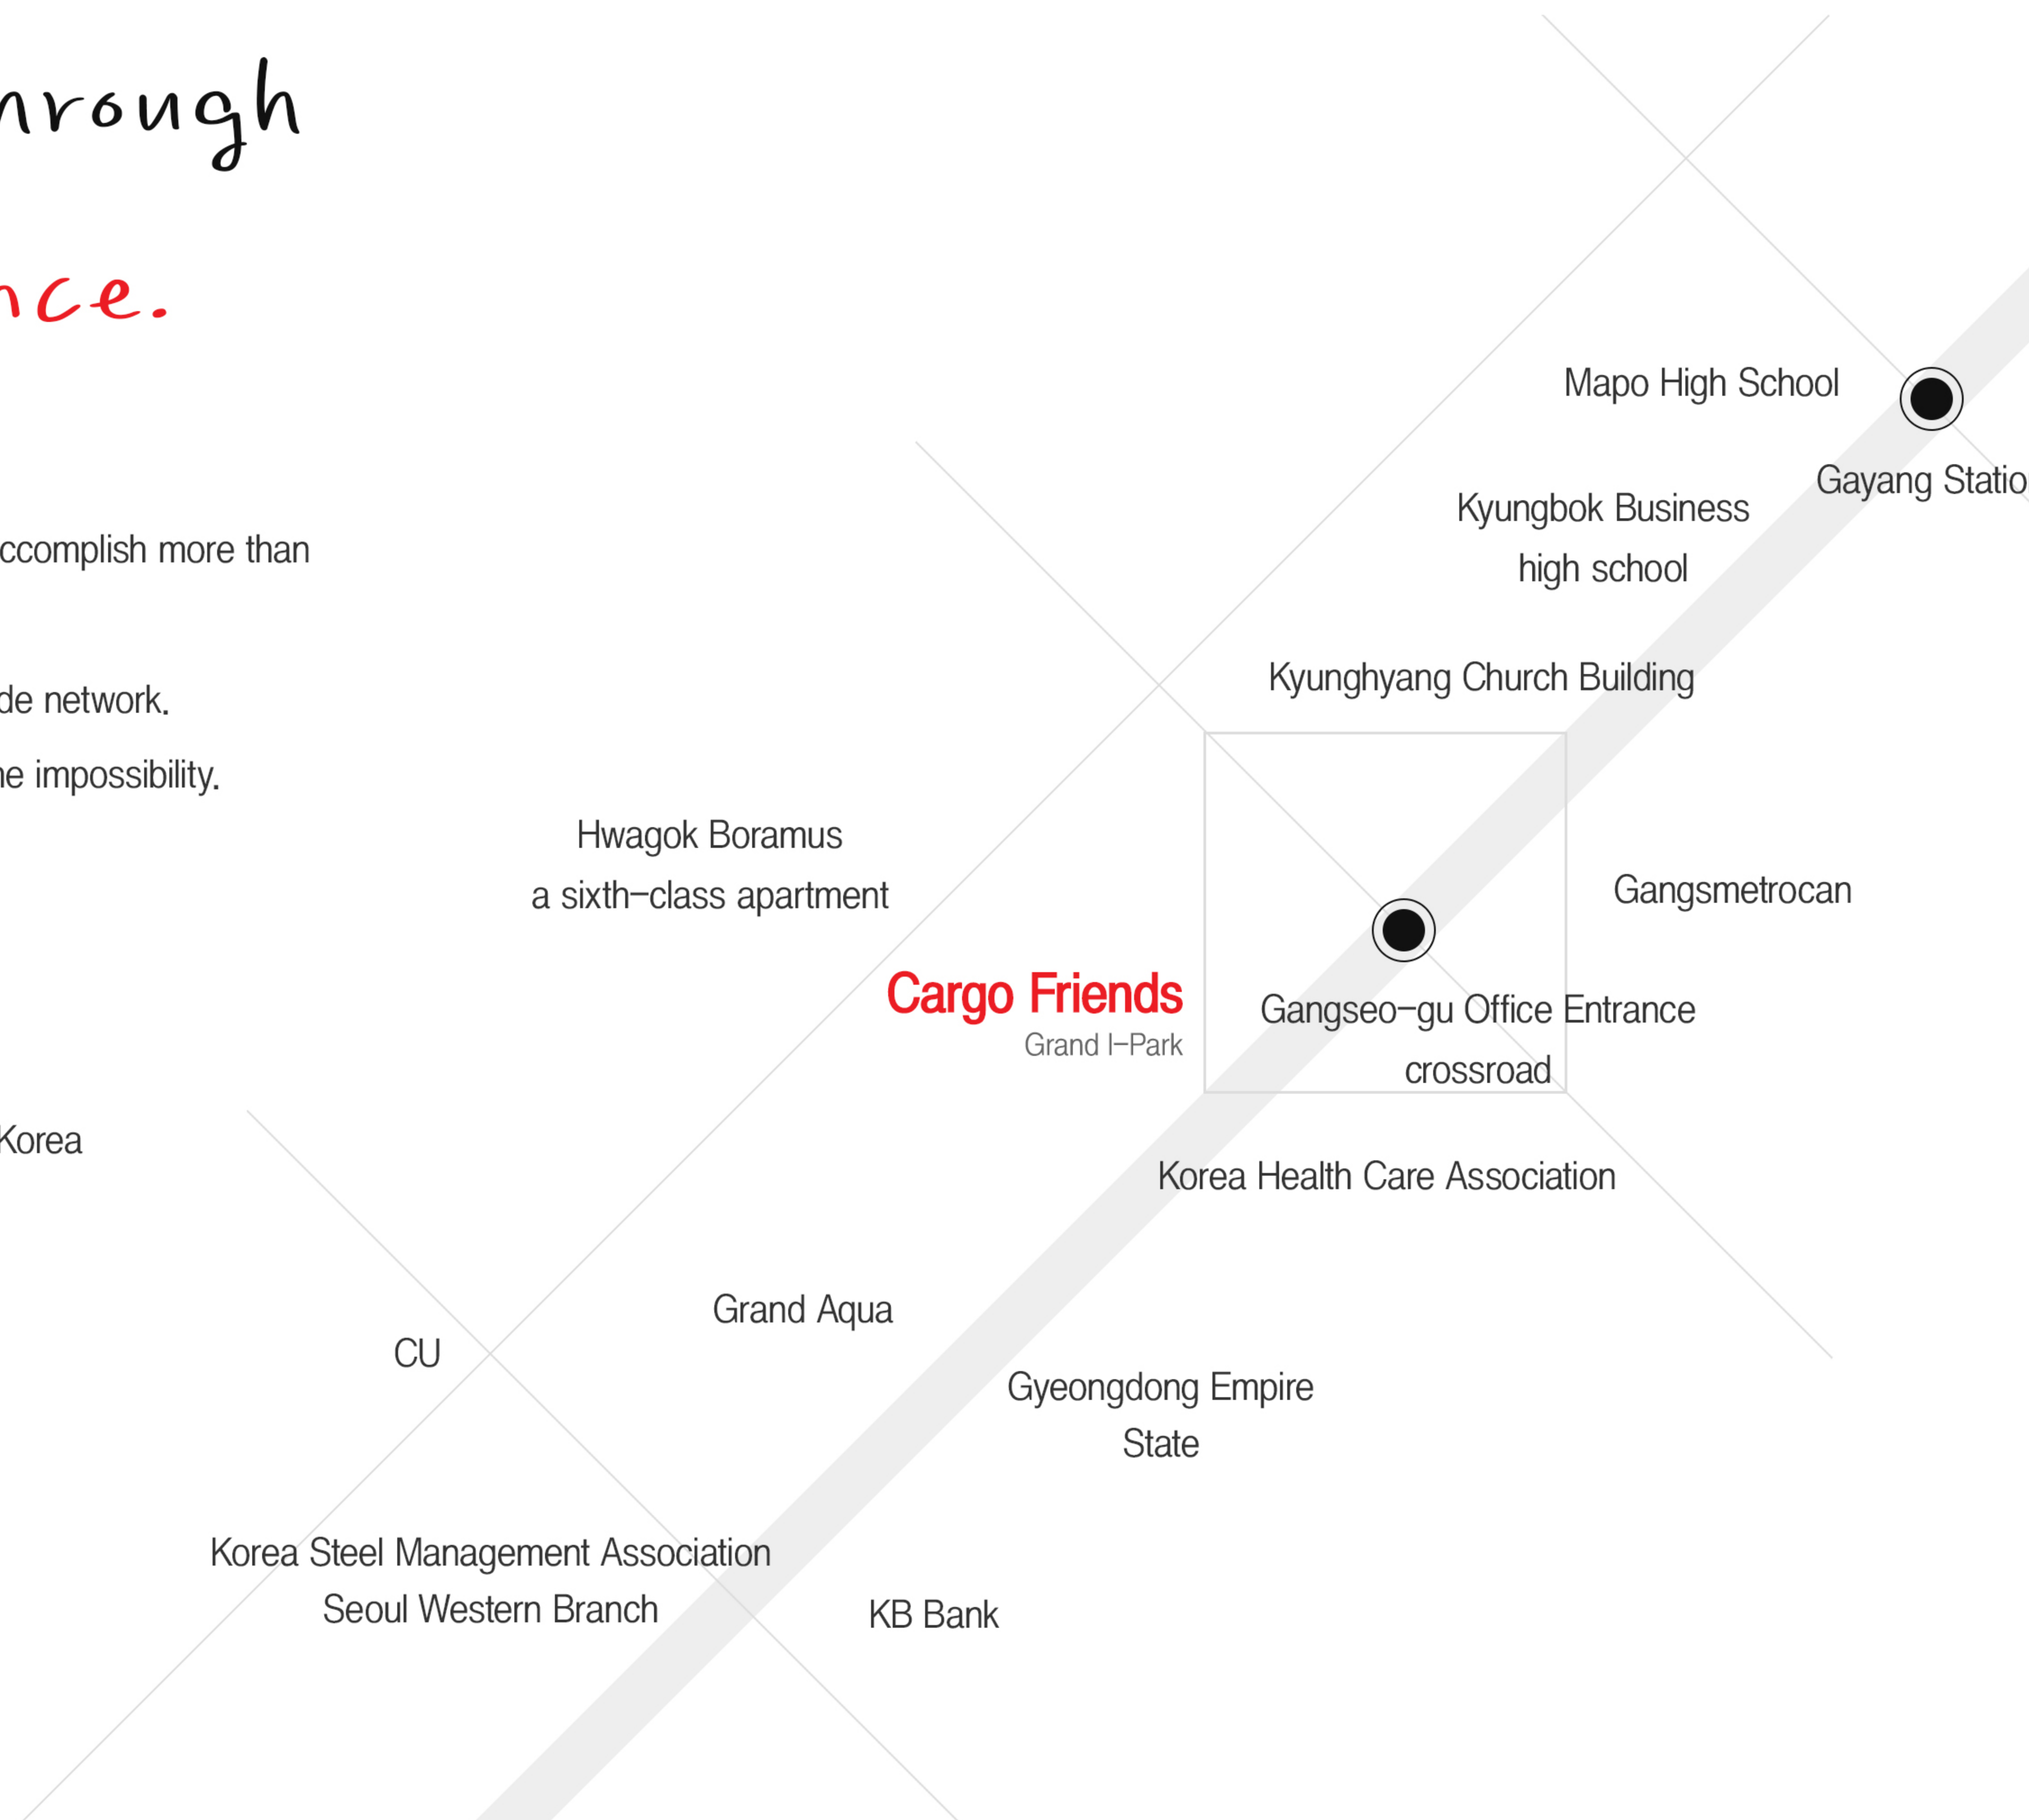 hrough
nce.
ccomplish more than
de network.
ne impossibility.
Korea
Mapo High School
Gayang Statio
Kyungbok Business
high school
Kyunghyang Church Building
Hwagok Boramus
a sixth-class apartment
Gangsmetrocan
Cargo Friends
Grand I-Park
Gangseo-gu Office Entrance
crossroad
Korea Health Care Association
Grand Aqua
CU
Gyeongdong Empire
State
Korea Steel Management Association
Seoul Western Branch
KB Bank